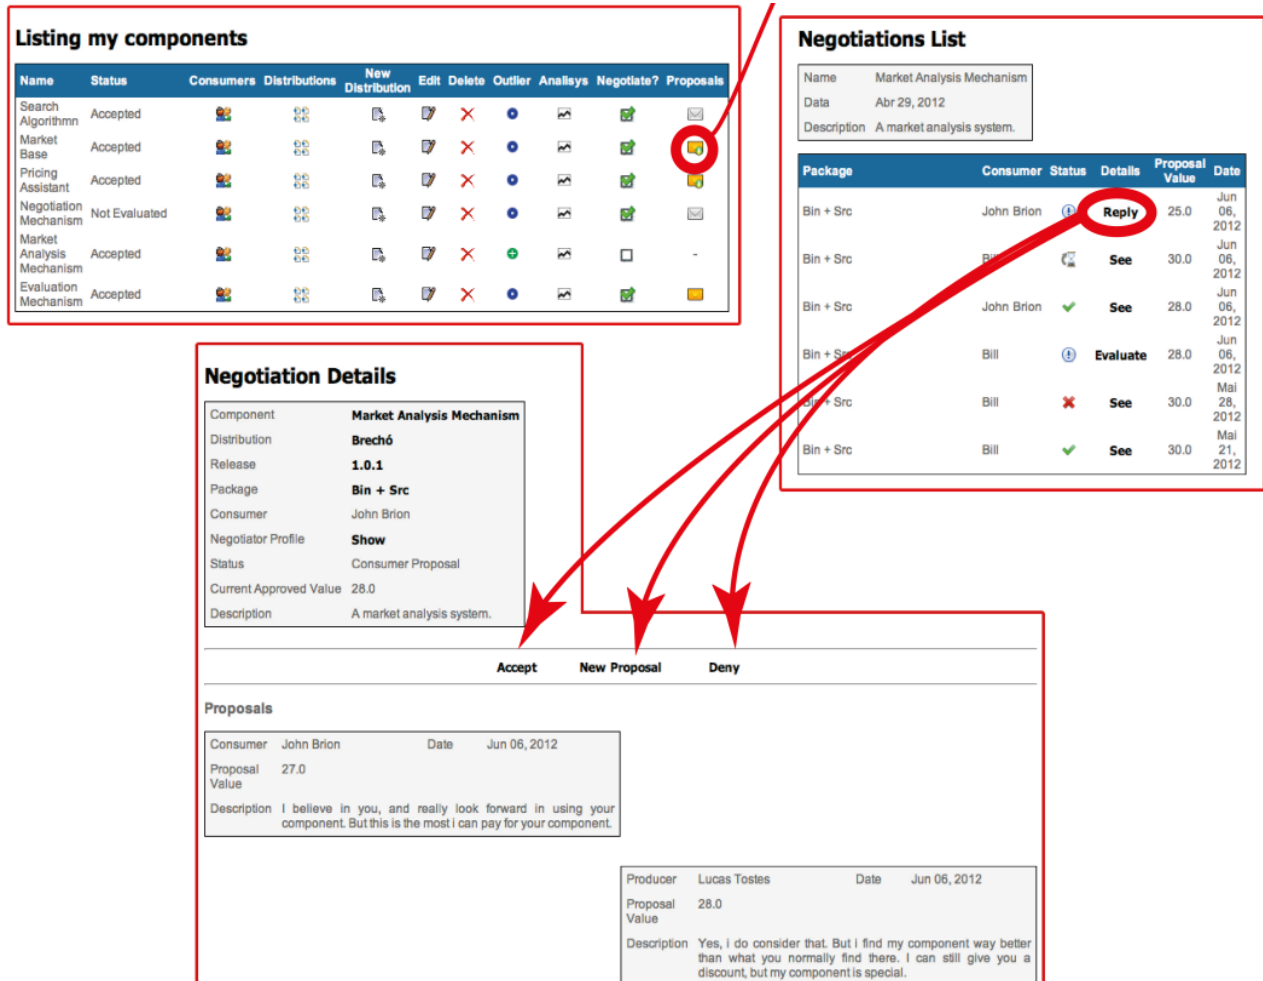 Listing my components
Name Status Consumers Distributions New Distribution Edit Delete Outlier Analisys Negotiate? Proposals
Search Algorithmn Accepted
Market Base Accepted
Pricing Assistant Accepted
Negotiation Mechanism Not Evaluated
Market Analysis Mechanism Accepted -
Evaluation Mechanism Accepted
Negotiations List
Name Market Analysis Mechanism
Data Abr 29, 2012
Description A market analysis system.
Package Consumer Status Details Proposal Value Date
Bin + Src John Brion Reply 25.0 Jun 06, 2012
Bin + Src Bill See 30.0 Jun 06, 2012
Bin + Src John Brion See 28.0 Jun 06, 2012
Bin + Src Bill Evaluate 28.0 Jun 06, 2012
Bin + Src Bill See 30.0 Mai 28, 2012
Bin + Src Bill See 30.0 Mai 21, 2012
Negotiation Details
Component Market Analysis Mechanism
Distribution Brechó
Release 1.0.1
Package Bin + Src
Consumer John Brion
Negotiator Profile Show
Status Consumer Proposal
Current Approved Value 28.0
Description A market analysis system.
Accept New Proposal Deny
Proposals
Consumer John Brion Date Jun 06, 2012
Proposal Value 27.0
Description I believe in you, and really look forward in using your
component. But this is the most i can pay for your component.
Producer Lucas Tostes Date Jun 06, 2012
Proposal Value 28.0
Description Yes, i do consider that. But i find my component way better
than what you normally find there. I can still give you a
discount, but my component is special.